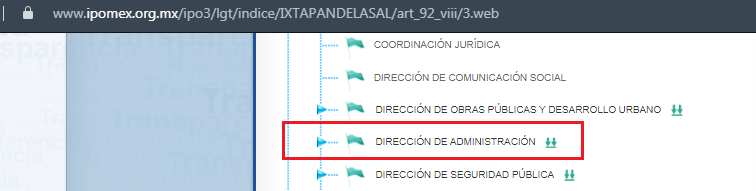 www.ipomex.org.mx/ipo3/lgt/indice/IXTAPANDELASAL/art_92_viii/3.web
COORDINACIÓN JURÍDICA
DIRECCIÓN DE COMUNICACIÓN SOCIAL
DIRECCIÓN DE OBRAS PÚBLICAS Y DESARROLLO URBANO
DIRECCIÓN DE ADMINISTRACIÓN
DIRECCIÓN DE SEGURIDAD PÚBLICA